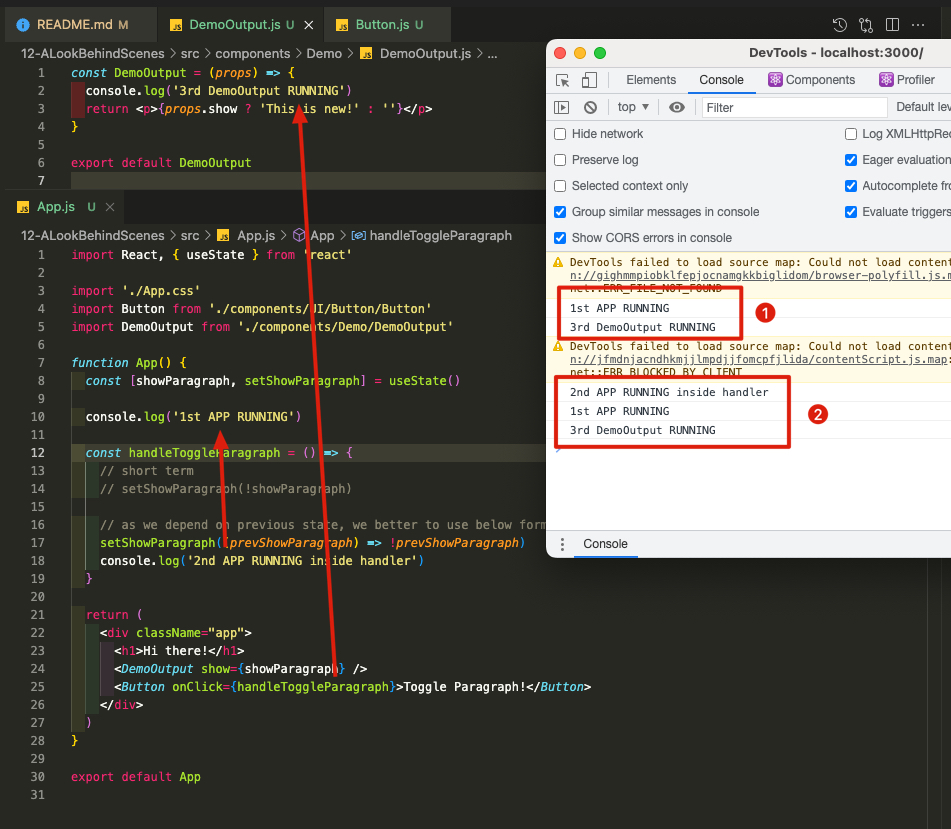 README.md M
DemoOutput.js U
Button.js U
12-ALookBehindScenes > src > components > Demo > DemoOutput.js > ...
1 const DemoOutput = (props) => {
2 console.log('3rd DemoOutput RUNNING')
3 return <p>{props.show ? 'This is new!' : ''}</p>
4 }
5
6 export default DemoOutput
7
App.js U
12-ALookBehindScenes > src > App.js > App > handleToggleParagraph
1 import React, { useState } from 'react'
2
3 import './App.css'
4 import Button from './components/UI/Button/Button'
5 import DemoOutput from './components/Demo/DemoOutput'
6
7 function App() {
8 const [showParagraph, setShowParagraph] = useState()
9
10 console.log('1st APP RUNNING')
11
12 const handleToggleParagraph = () => {
13 // short term
14 // setShowParagraph(!showParagraph)
15
16 // as we depend on previous state, we better to use below form
17 setShowParagraph((prevShowParagraph) => !prevShowParagraph)
18 console.log('2nd APP RUNNING inside handler')
19 }
20
21 return (
22 <div className="app">
23 <h1>Hi there!</h1>
24 <DemoOutput show={showParagraph} />
25 <Button onClick={handleToggleParagraph}>Toggle Paragraph!</Button>
26 </div>
27 )
28 }
29
30 export default App
31
DevTools - localhost:3000/
Elements Console Components Profiler
top ▼ Filter Default lev
Hide network Log XMLHttpRec
Preserve log Eager evaluation
Selected context only Autocomplete fro
Group similar messages in console Evaluate triggers
Show CORS errors in console
DevTools failed to load source map: Could not load content
n://gighmmpiobklfepjocnamgkkbiglidom/browser-polyfill.js.m
net::ERR_FILE_NOT_FOUND
1st APP RUNNING
3rd DemoOutput RUNNING
1
DevTools failed to load source map: Could not load content
n://jfmdnjacndhkmjjlmpdjjfomcpfjlida/contentScript.js.map:
net::ERR_BLOCKED_BY_CLIENT
2nd APP RUNNING inside handler
1st APP RUNNING
3rd DemoOutput RUNNING
2
Console